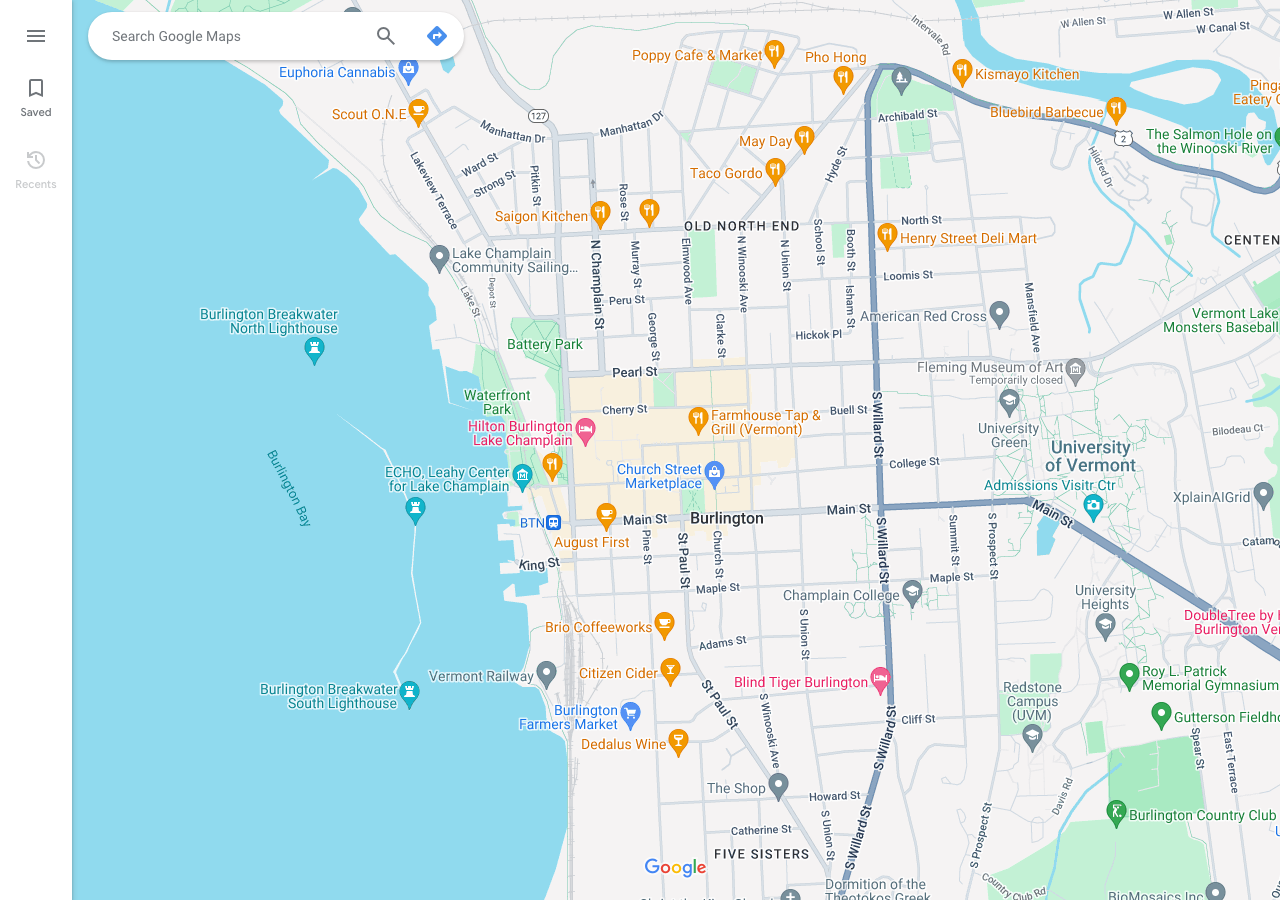 Search Google Maps
Saved
Recents
W Allen St
W Allen St
W Canal St
Intervale Rd
Poppy Cafe & Market
Pho Hong
Euphoria Cannabis
Kismayo Kitchen
Scout O.N.E
127
Manhattan Dr
Manhattan Dr
Archibald St
Bluebird Barbecue
Eatery
2
The Salmon Hole on
the Winooski River
May Day
Taco Gordo
Hyde St
Hildred Dr
Lakeview Terrace
Ward St
Strong St
Pitkin St
Rose St
Saigon Kitchen
OLD NORTH END
North St
Henry Street Deli Mart
Lake Champlain
Community Sailing...
N Champlain St
Murray St
Elmwood Ave
N Winooski Ave
N Union St
School St
Booth St
Loomis St
Isham St
Mansfield Ave
Lake St
Depot St
Peru St
George St
Clarke St
Hickok Pl
American Red Cross
Vermont Lake
Monsters Baseball
Burlington Breakwater
North Lighthouse
Battery Park
Pearl St
Fleming Museum of Art
Temporarily closed
Waterfront
Park
Cherry St
Buell St
Farmhouse Tap &
Grill (Vermont)
S Willard St
University
Green
Bilodeau Ct
Hilton Burlington
Lake Champlain
University
of Vermont
Burlington Bay
ECHO, Leahy Center
for Lake Champlain
Church Street
Marketplace
College St
Admissions Visitr Ctr
XplainAIGrid
BTN
August First
Main St
Burlington
Main St
Main St
King St
Pine St
St Paul St
Church St
S Willard St
Summit St
S Prospect St
Maple St
Maple St
Champlain College
University
Heights
DoubleTree by
Burlington
Brio Coffeeworks
Adams St
S Union St
Vermont Railway
Citizen Cider
Blind Tiger Burlington
Roy L. Patrick
Memorial Gymnasium
Burlington Breakwater
South Lighthouse
St Paul St
S Winooski Ave
Redstone
Campus
(UVM)
Burlington
Farmers Market
Cliff St
Gutterson
Dedalus Wine
S Willard St
Spear St
East Terrace
The Shop
Howard St
Davis Rd
Burlington Country Club
Catherine St
S Union St
S Willard St
S Prospect St
FIVE SISTERS
Google
Country Club Rd
Dormition of the
Theotokos Greek
BioMosaics Inc